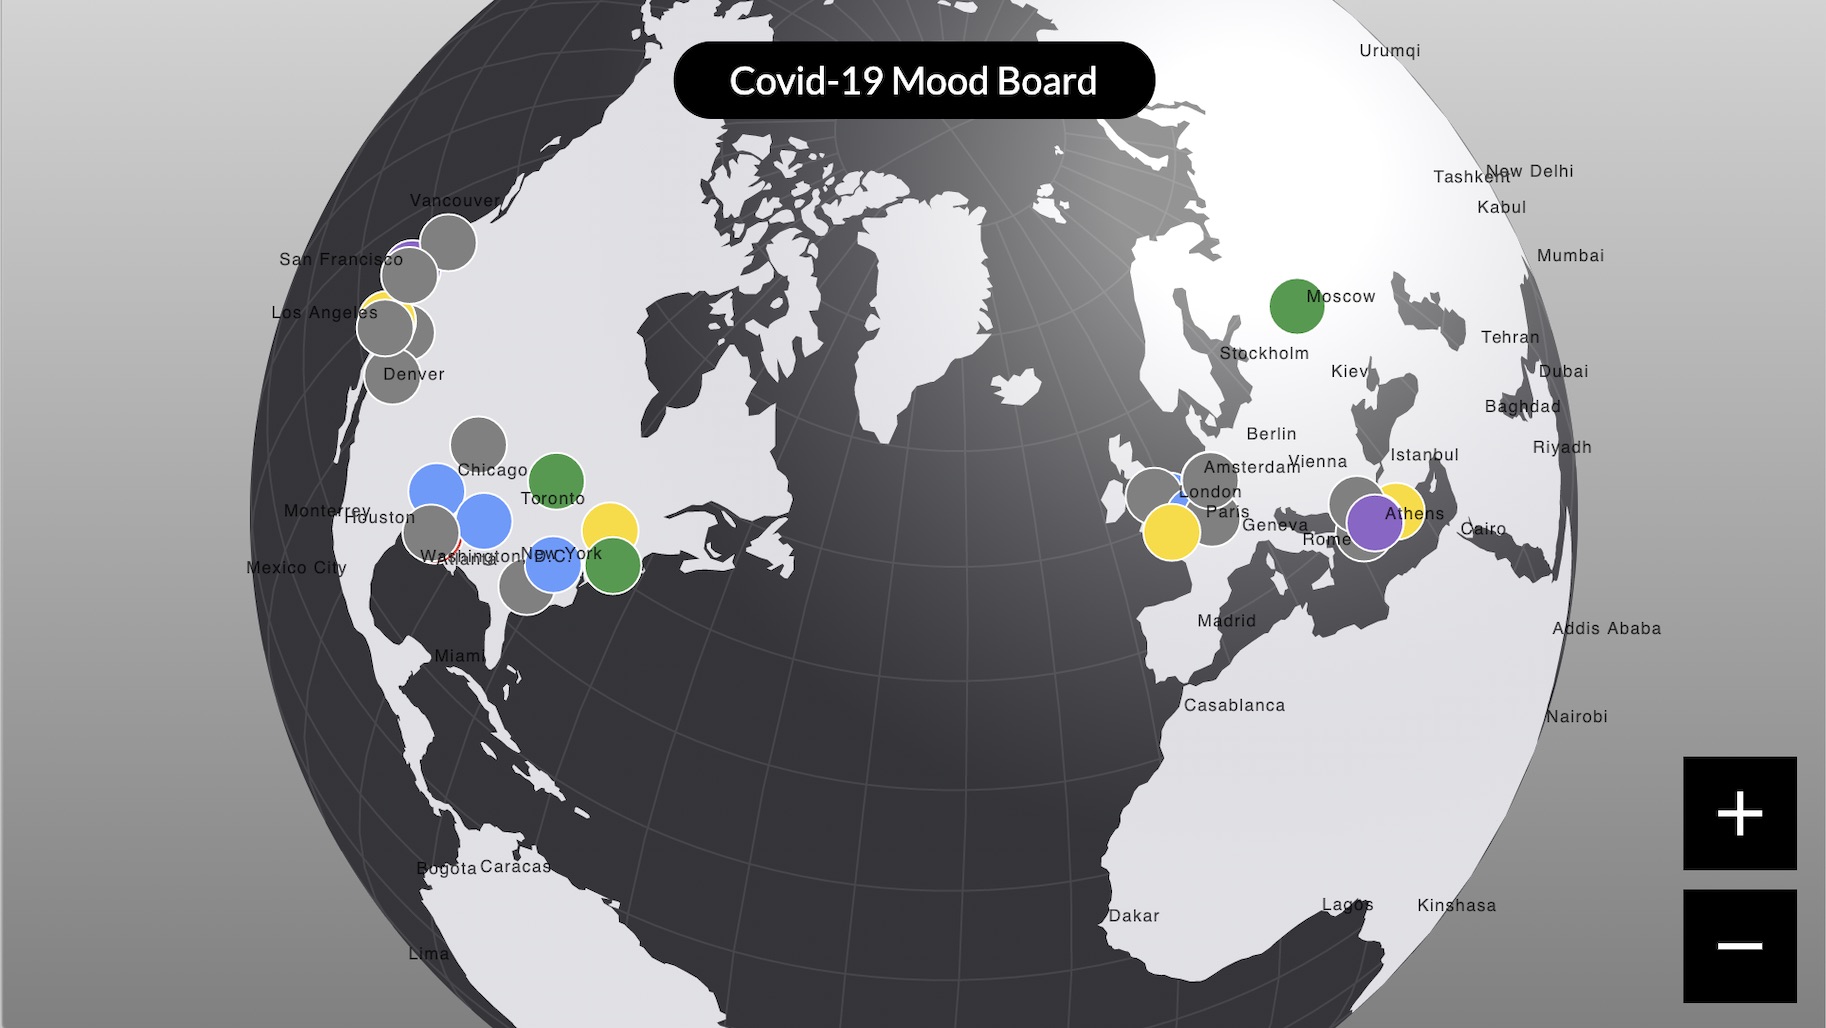 Covid-19 Mood Board
Urumqi
New Delhi
Tashkent
Vancouver
Kabul
San Francisco
Mumbai
Moscow
Los Angeles
Tehran
Stockholm
Kiev
Dubai
Denver
Baghdad
Berlin
Riyadh
Istanbul
Vienna
Amsterdam
Chicago
London
Toronto
Monterrey
Paris
Athens
Houston
Geneva
Cairo
Rome
New York
Washington, D.C.
Atlanta
Mexico City
Madrid
Addis Ababa
Miami
Casablanca
Nairobi
Bogota
Caracas
Lagos
Kinshasa
Dakar
Lima
+
−